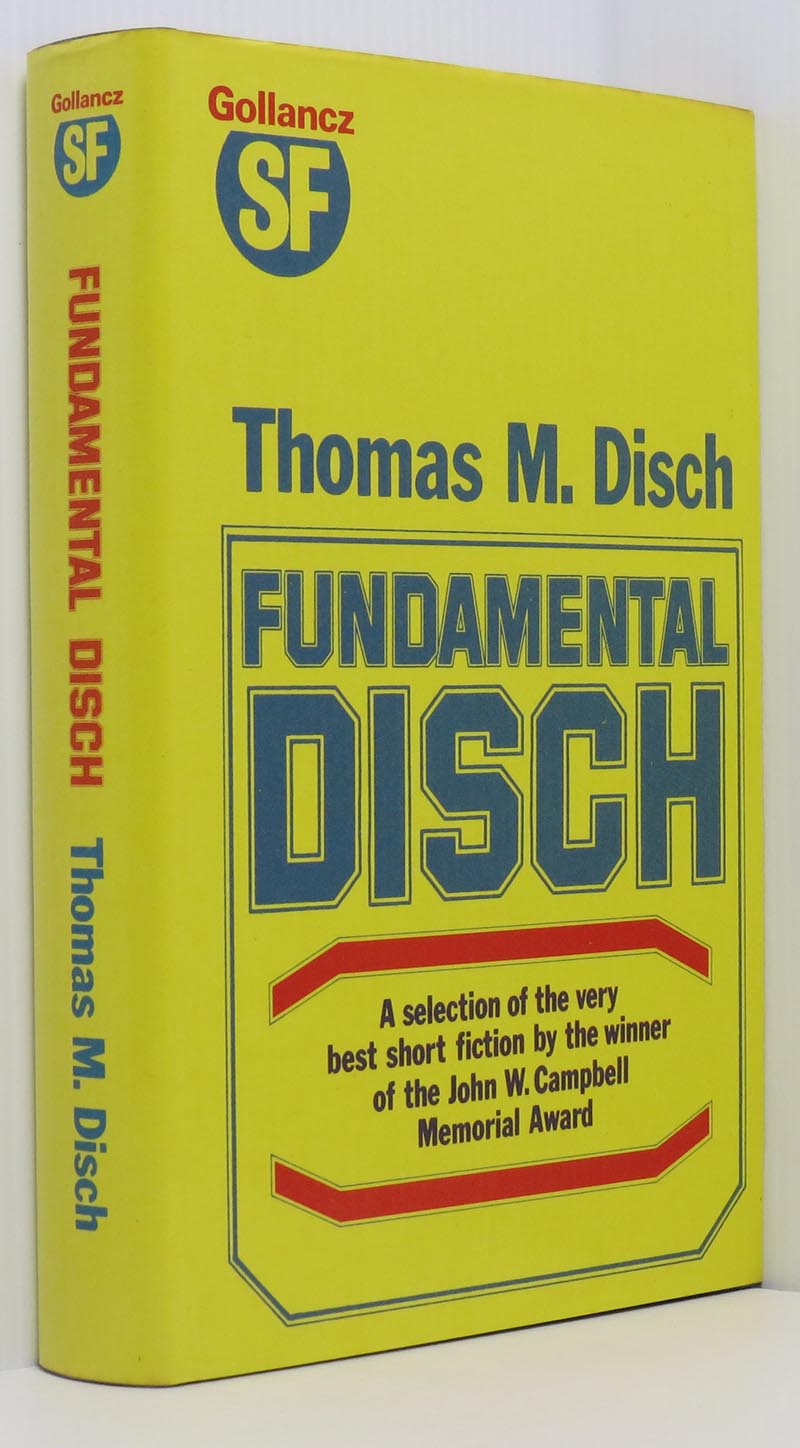 Gollancz
SF
FUNDAMENTAL DISCH Thomas M. Disch
Gollancz
SF
Thomas M. Disch
FUNDAMENTAL
DISCH
A selection of the very
best short fiction by the winner
of the John W. Campbell
Memorial Award